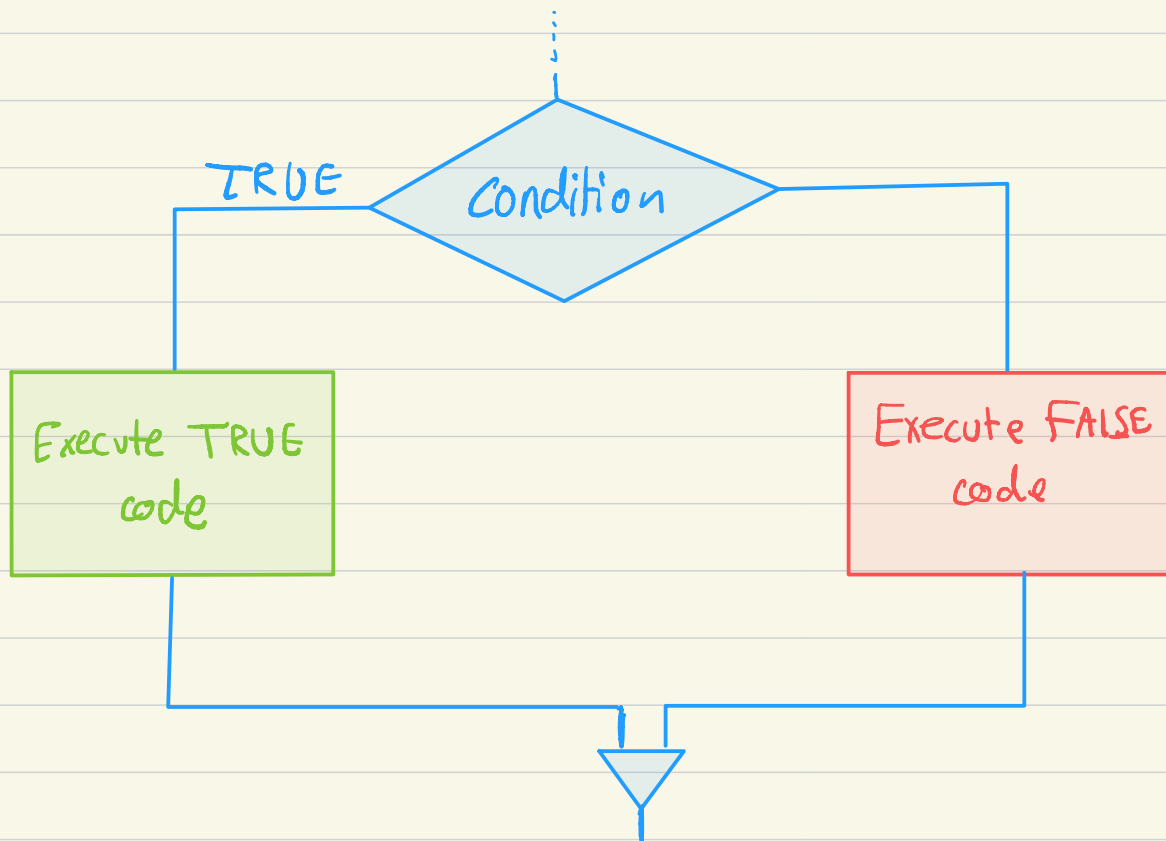 TRUE
Condition
Execute TRUE
code
Execute FALSE
code